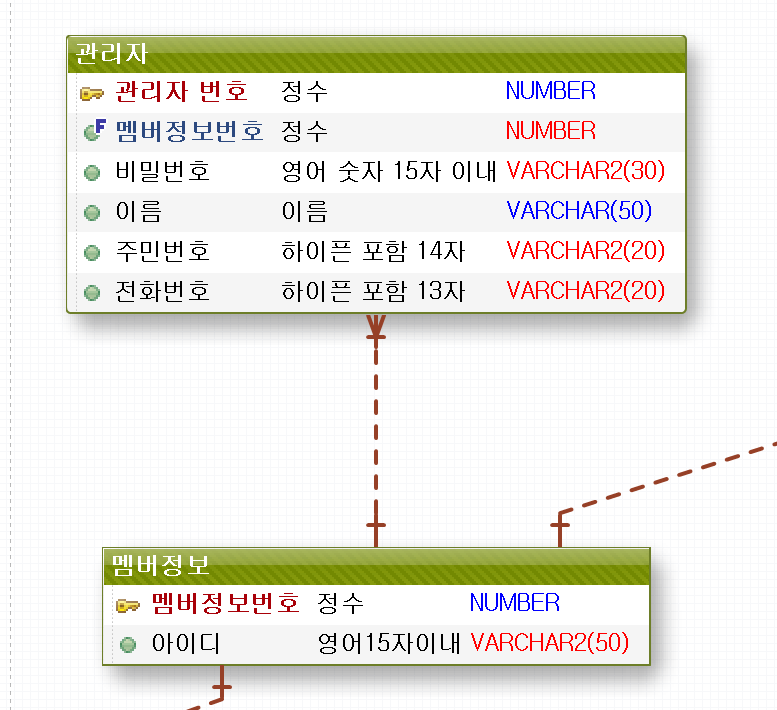 관리자
관리자 번호 정수 NUMBER
F 멤버정보번호 정수 NUMBER
비밀번호 영어 숫자 15자 이내 VARCHAR2(30)
이름 이름 VARCHAR(50)
주민번호 하이픈 포함 14자 VARCHAR2(20)
전화번호 하이픈 포함 13자 VARCHAR2(20)
멤버정보
멤버정보번호 정수 NUMBER
아이디 영어15자이내 VARCHAR2(50)